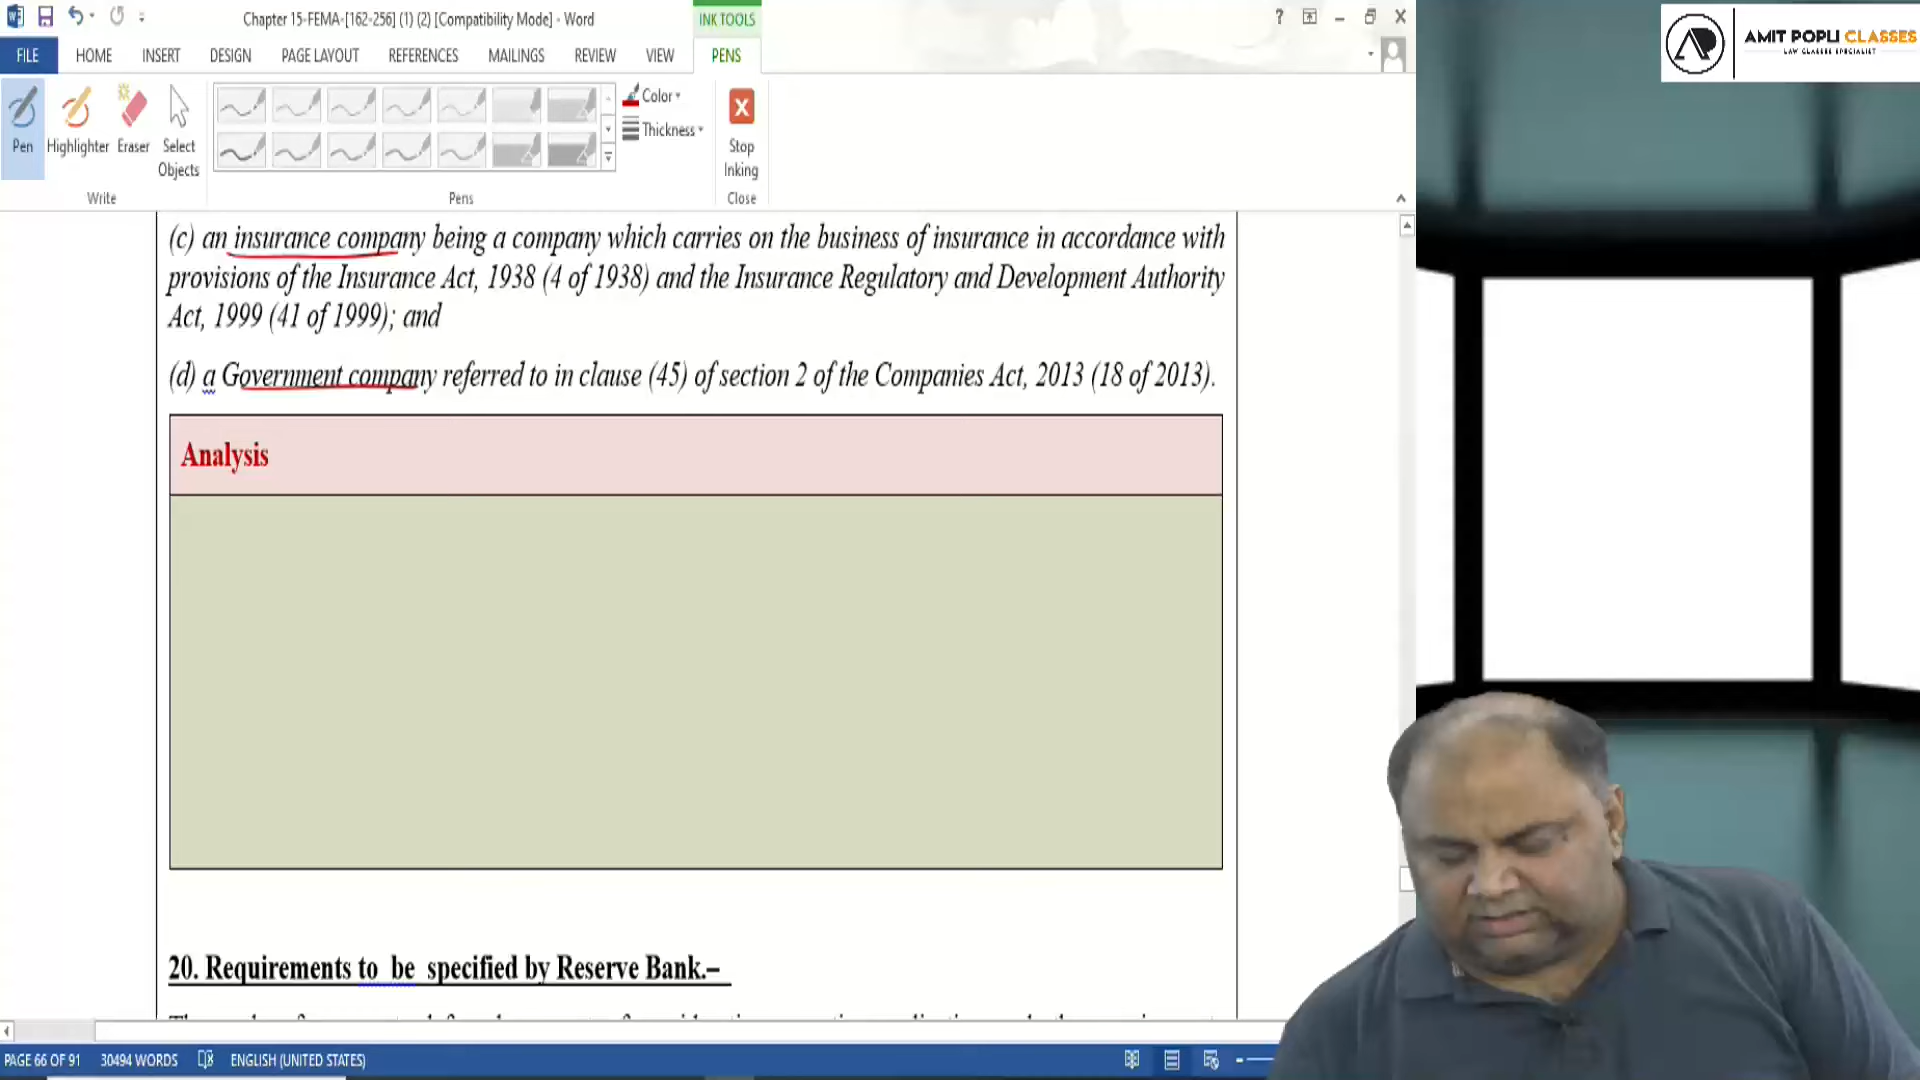 Chapter 15-FEMA-[162-256] (1) (2) [Compatibility Mode] - Word
INK TOOLS
?
FILE
HOME
INSERT
DESIGN
PAGE LAYOUT
REFERENCES
MAILINGS
REVIEW
VIEW
PENS
AMIT POPLI CLASSES
LAW CLASSES SPECIALIST
Pen
Highlighter
Eraser
Select
Objects
Color
Thickness
Stop
Inking
Write
Pens
Close
(c) an insurance company being a company which carries on the business of insurance in accordance with
provisions of the Insurance Act, 1938 (4 of 1938) and the Insurance Regulatory and Development Authority
Act, 1999 (41 of 1999); and
(d) a Government company referred to in clause (45) of section 2 of the Companies Act, 2013 (18 of 2013).
Analysis
20. Requirements to be specified by Reserve Bank.–
PAGE 66 OF 91
30494 WORDS
ENGLISH (UNITED STATES)